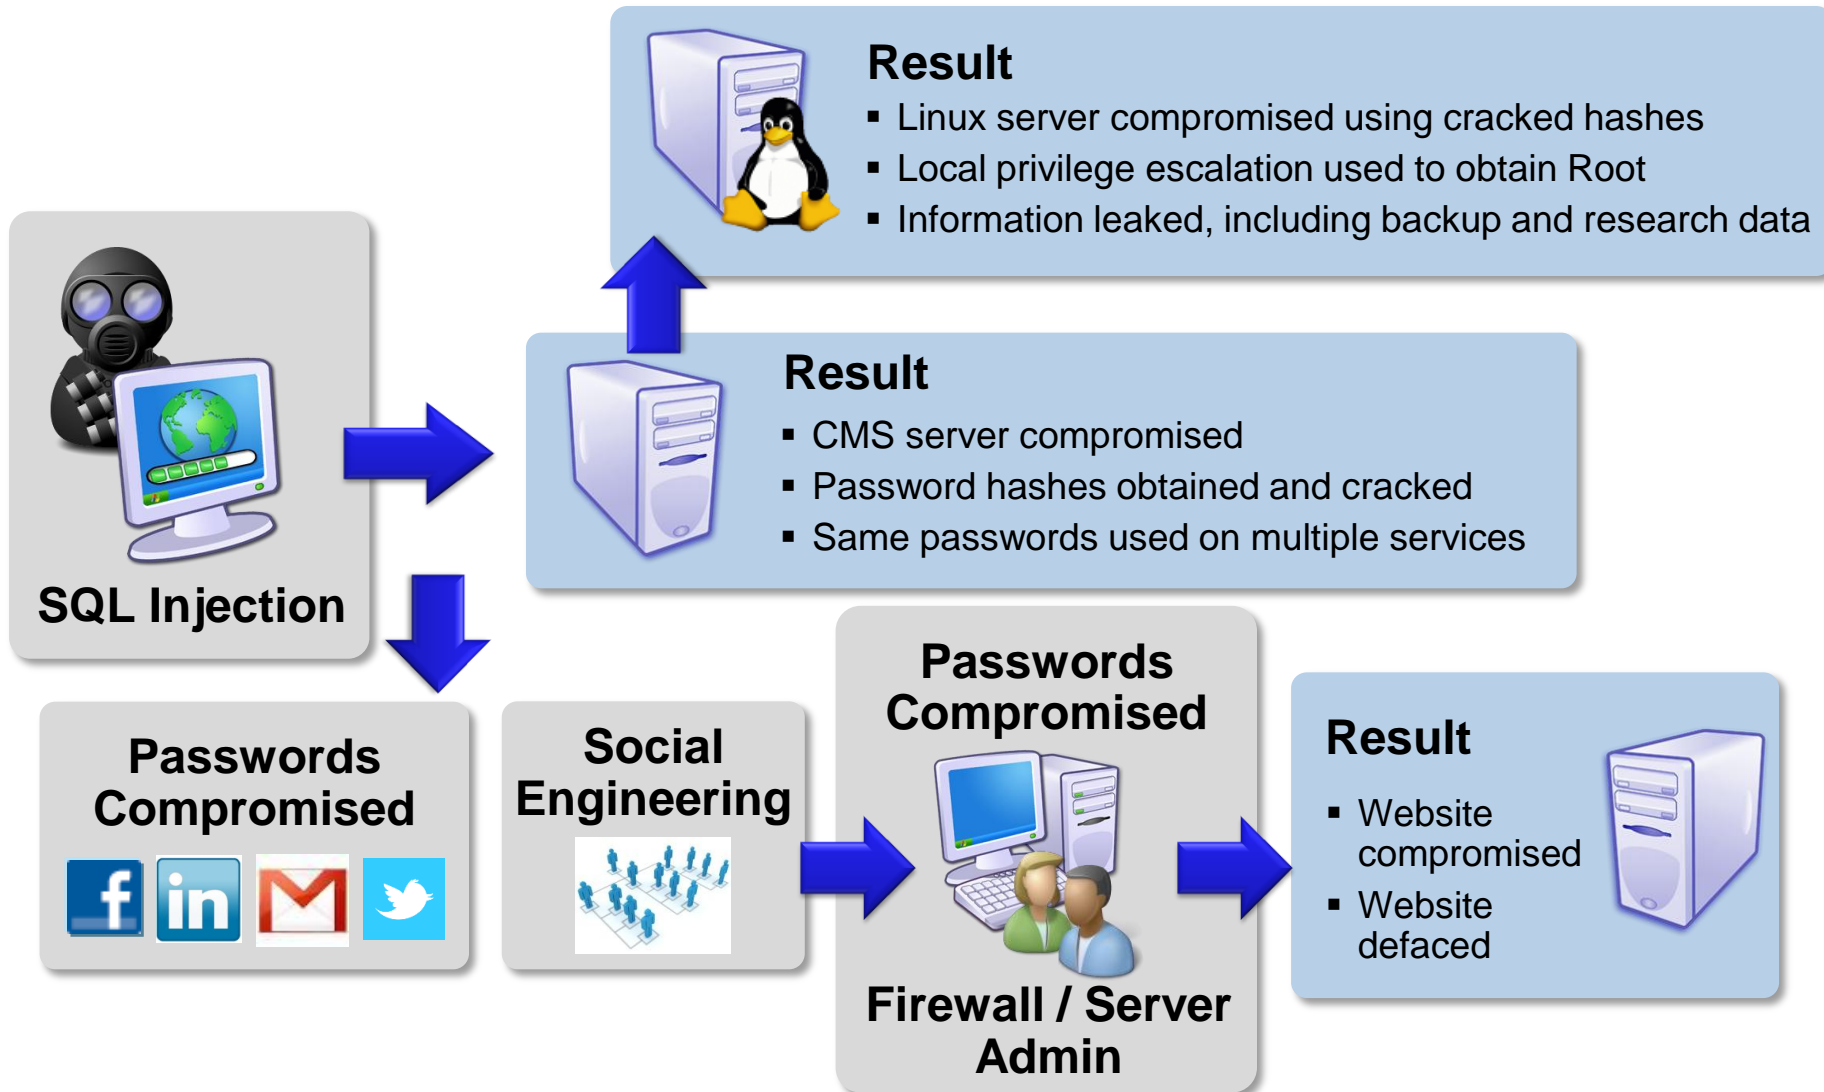 Result
▪ Linux server compromised using cracked hashes
▪ Local privilege escalation used to obtain Root
▪ Information leaked, including backup and research data
SQL Injection
Result
▪ CMS server compromised
▪ Password hashes obtained and cracked
▪ Same passwords used on multiple services
Passwords
Compromised
f
in
M
Social
Engineering
Passwords
Compromised
Firewall / Server
Admin
Result
▪ Website
compromised
▪ Website
defaced